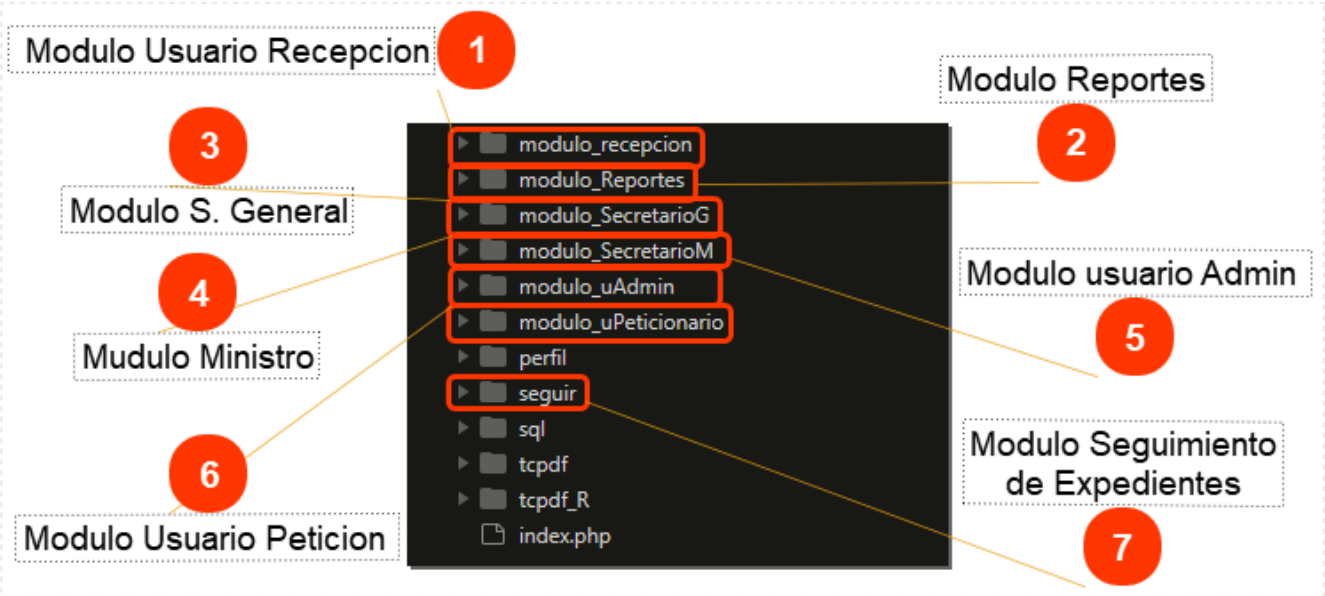 Modulo Usuario Recepcion
1
Modulo Reportes
2
3
Modulo S. General
4
Mudulo Ministro
6
Modulo Usuario Peticion
modulo_recepcion
modulo_Reportes
modulo_SecretarioG
modulo_SecretarioM
modulo_uAdmin
modulo_uPeticionario
perfil
seguir
sql
tcpdf
tcpdf_R
index.php
Modulo usuario Admin
5
Modulo Seguimiento
de Expedientes
7